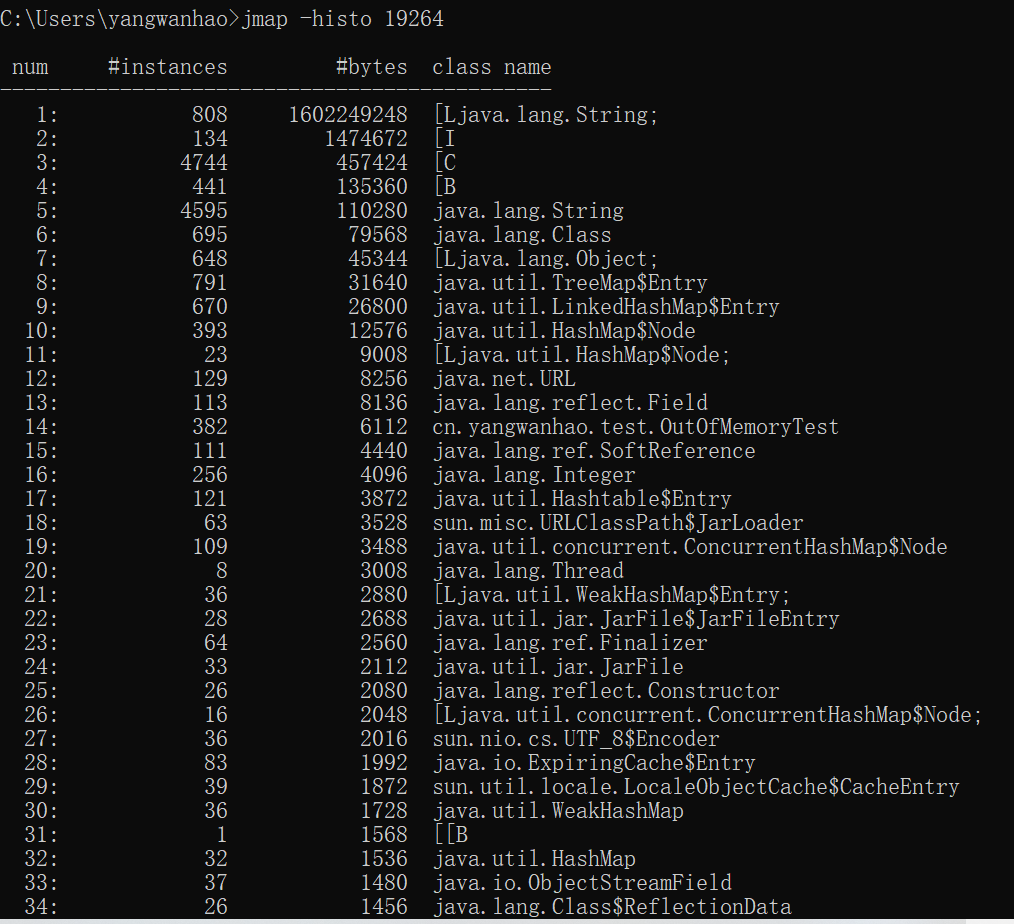 C:\Users\yangwanhao>jmap -histo 19264
num #instances #bytes class name
----------------------------------------------
1: 808 1602249248 [Ljava.lang.String;
2: 134 1474672 [I
3: 4744 457424 [C
4: 441 135360 [B
5: 4595 110280 java.lang.String
6: 695 79568 java.lang.Class
7: 648 45344 [Ljava.lang.Object;
8: 791 31640 java.util.TreeMap$Entry
9: 670 26800 java.util.LinkedHashMap$Entry
10: 393 12576 java.util.HashMap$Node
11: 23 9008 [Ljava.util.HashMap$Node;
12: 129 8256 java.net.URL
13: 113 8136 java.lang.reflect.Field
14: 382 6112 cn.yangwanhao.test.OutOfMemoryTest
15: 111 4440 java.lang.ref.SoftReference
16: 256 4096 java.lang.Integer
17: 121 3872 java.util.Hashtable$Entry
18: 63 3528 sun.misc.URLClassPath$JarLoader
19: 109 3488 java.util.concurrent.ConcurrentHashMap$Node
20: 8 3008 java.lang.Thread
21: 36 2880 [Ljava.util.WeakHashMap$Entry;
22: 28 2688 java.util.jar.JarFile$JarFileEntry
23: 64 2560 java.lang.ref.Finalizer
24: 33 2112 java.util.jar.JarFile
25: 26 2080 java.lang.reflect.Constructor
26: 16 2048 [Ljava.util.concurrent.ConcurrentHashMap$Node;
27: 36 2016 sun.nio.cs.UTF_8$Encoder
28: 83 1992 java.io.ExpiringCache$Entry
29: 39 1872 sun.util.locale.LocaleObjectCache$CacheEntry
30: 36 1728 java.util.WeakHashMap
31: 1 1568 [[B
32: 32 1536 java.util.HashMap
33: 37 1480 java.io.ObjectStreamField
34: 26 1456 java.lang.Class$ReflectionData